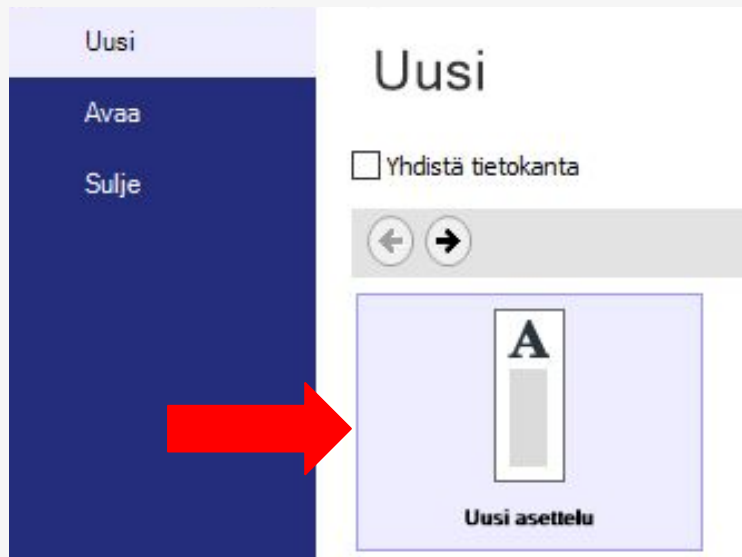 Uusi
Avaa
Sulje
Uusi
Yhdistä tietokanta
A
Uusi asettelu